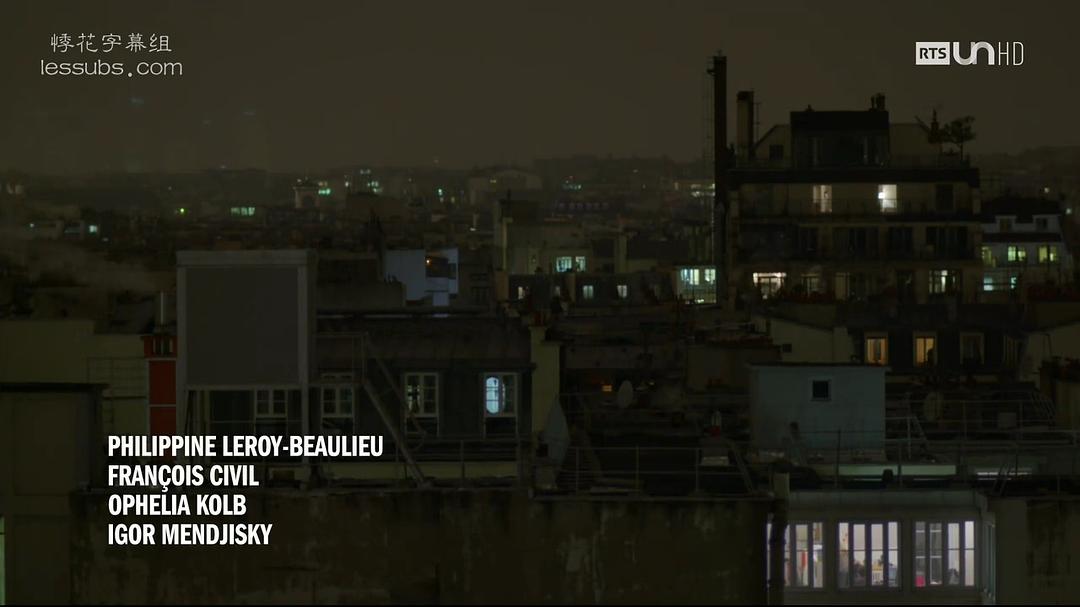 悸花字幕组
lessubs.com
RTS UN HD
PHILIPPINE LEROY-BEAULIEU
FRANÇOIS CIVIL
OPHELIA KOLB
IGOR MENDJISKY